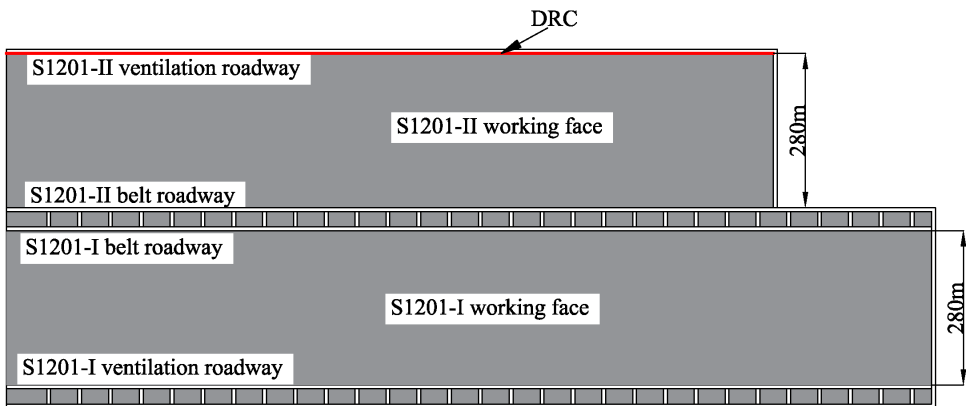 DRC
S1201-II ventilation roadway
S1201-II working face
280m
S1201-II belt roadway
S1201-I belt roadway
S1201-I working face
280m
S1201-I ventilation roadway